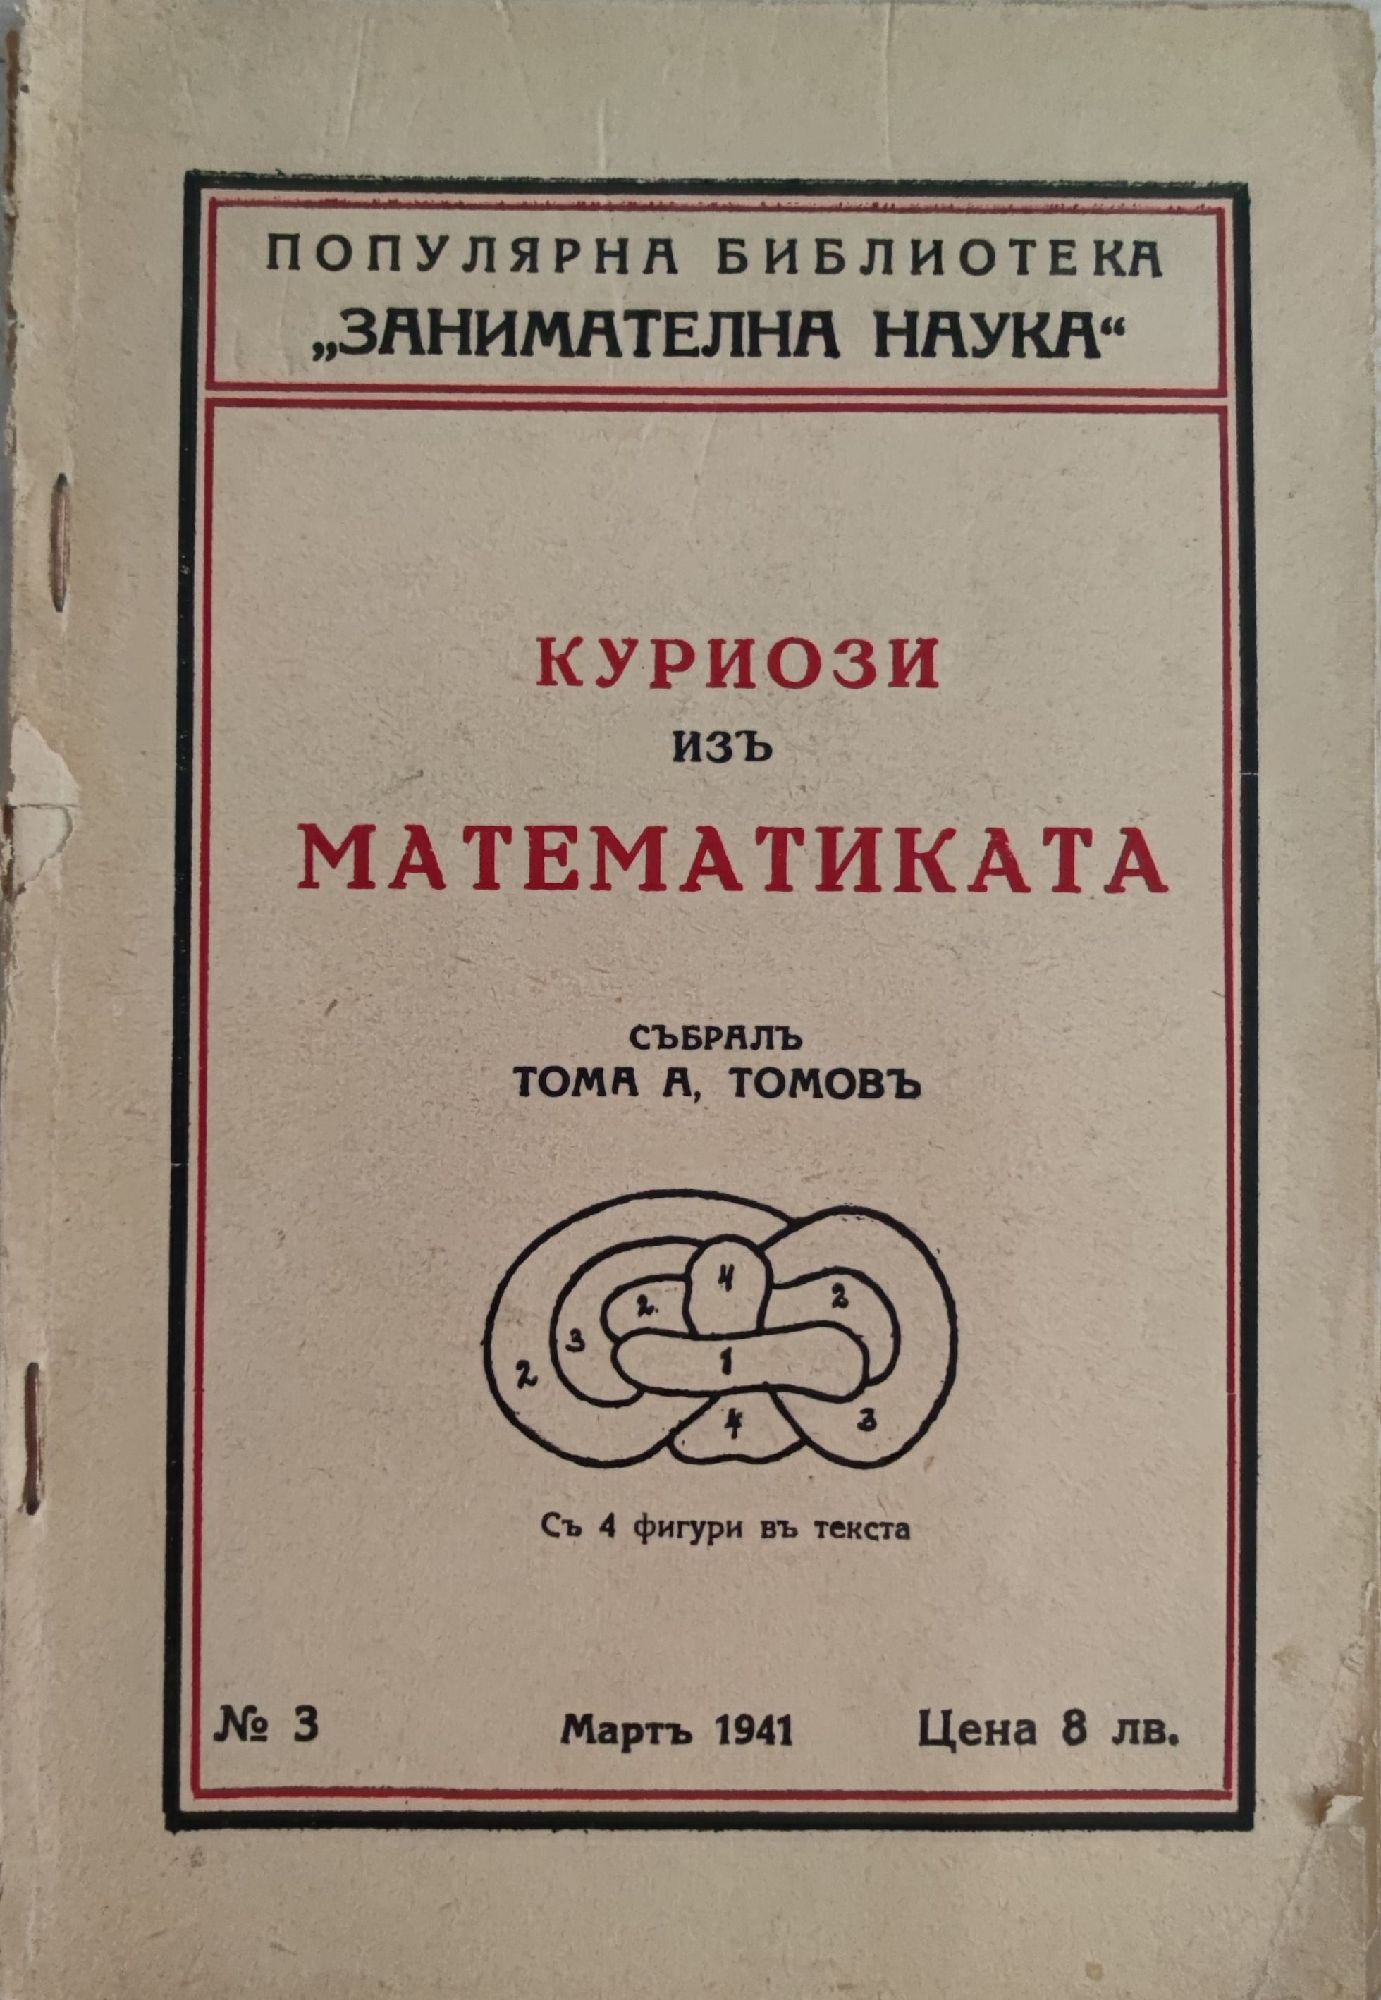 ПОПУЛЯРНА БИБЛИОТЕКА
„ЗАНИМАТЕЛНА НАУКА“
КУРИОЗИ
ИЗЪ
МАТЕМАТИКАТА
СЪБРАЛЪ
ТОМА А, ТОМОВЪ
4
2. 2
3
1
2
4 3
Съ 4 фигури въ текста
№ 3 Мартъ 1941 Цена 8 лв.